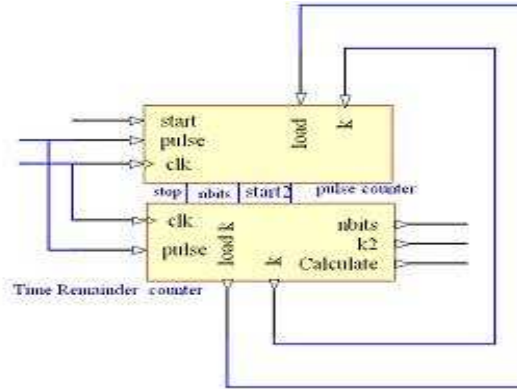 start
load
k
pulse
clk
stop nbits start2 pulse counter
clk
pulse
load k
k
nbits
k2
Calculate
Time Remainder counter